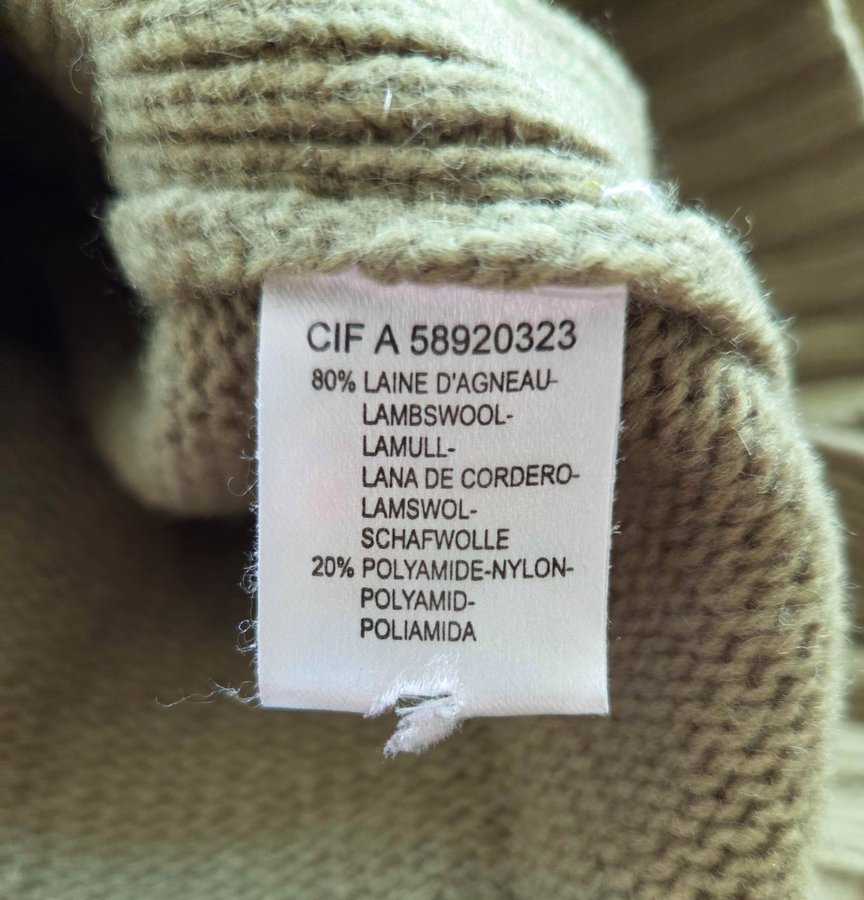 CIF A 58920323
80% LAINE D'AGNEAU-
LAMBSWOOL-
LAMULL-
LANA DE CORDERO-
LAMSWOL-
SCHAFWOLLE
20% POLYAMIDE-NYLON-
POLYAMID-
POLIAMIDA